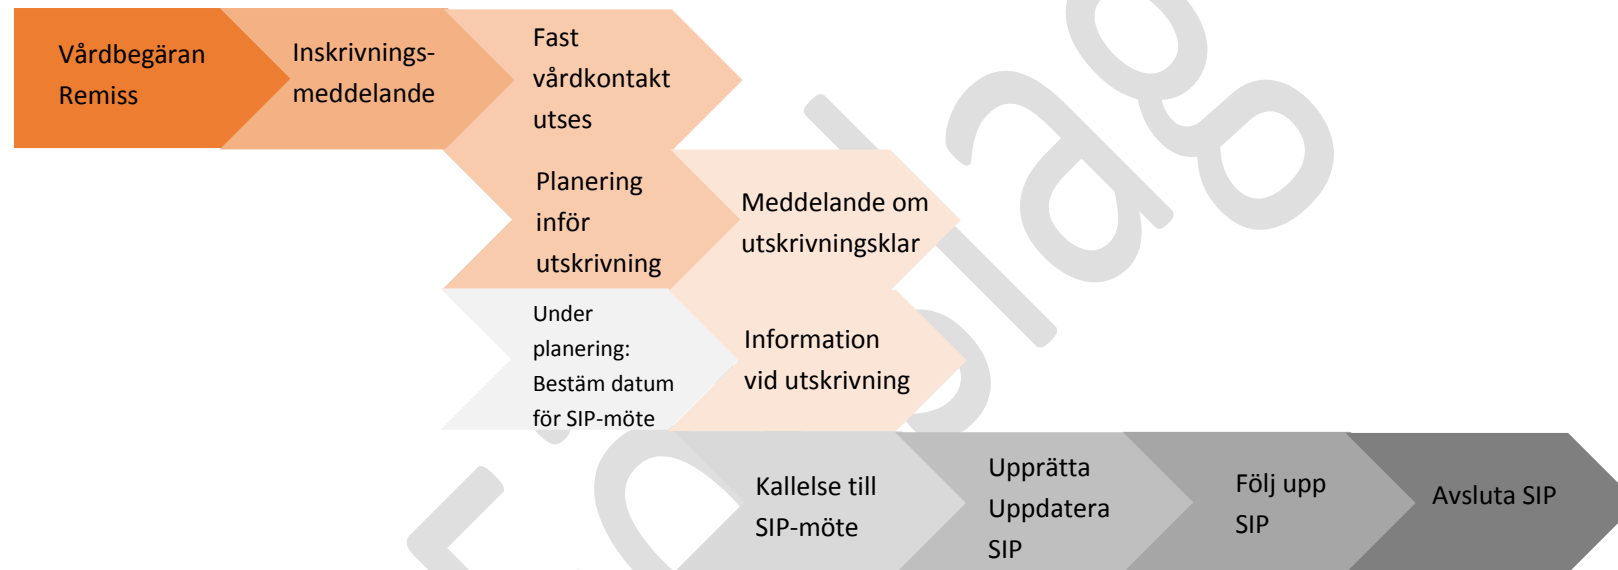 Vårdbegäran
Remiss
Inskrivnings-
meddelande
Fast
vårdkontakt
utses
Planering
inför
utskrivning
Meddelande om
utskrivningsklar
Under
planering:
Bestäm datum
för SIP-möte
Information
vid utskrivning
Kallelse till
SIP-möte
Upprätta
Uppdatera
SIP
Följ upp
SIP
Avsluta SIP